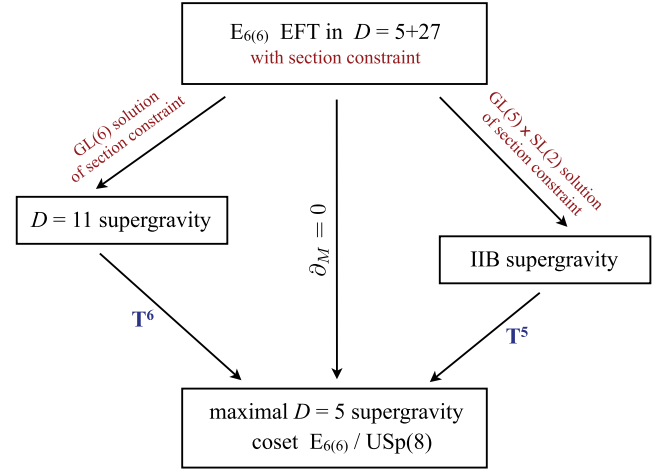 E6(6) EFT in D = 5+27
with section constraint
GL(6) solution
of section constraint
GL(5) × SL(2) solution
of section constraint
∂M = 0
D = 11 supergravity
IIB supergravity
T⁶
T⁵
maximal D = 5 supergravity
coset E6(6) / USp(8)